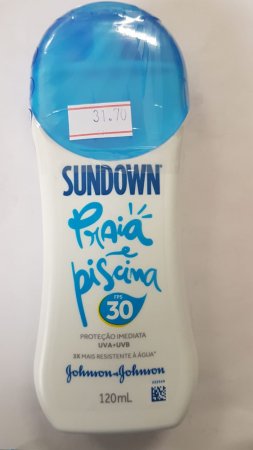 31.70
SUNDOWN®
PRAiA
e
piscina
FPS
30
PROTEÇÃO IMEDIATA
UVA+UVB
3X MAIS RESISTENTE À ÁGUA*
Johnson & Johnson
120mL